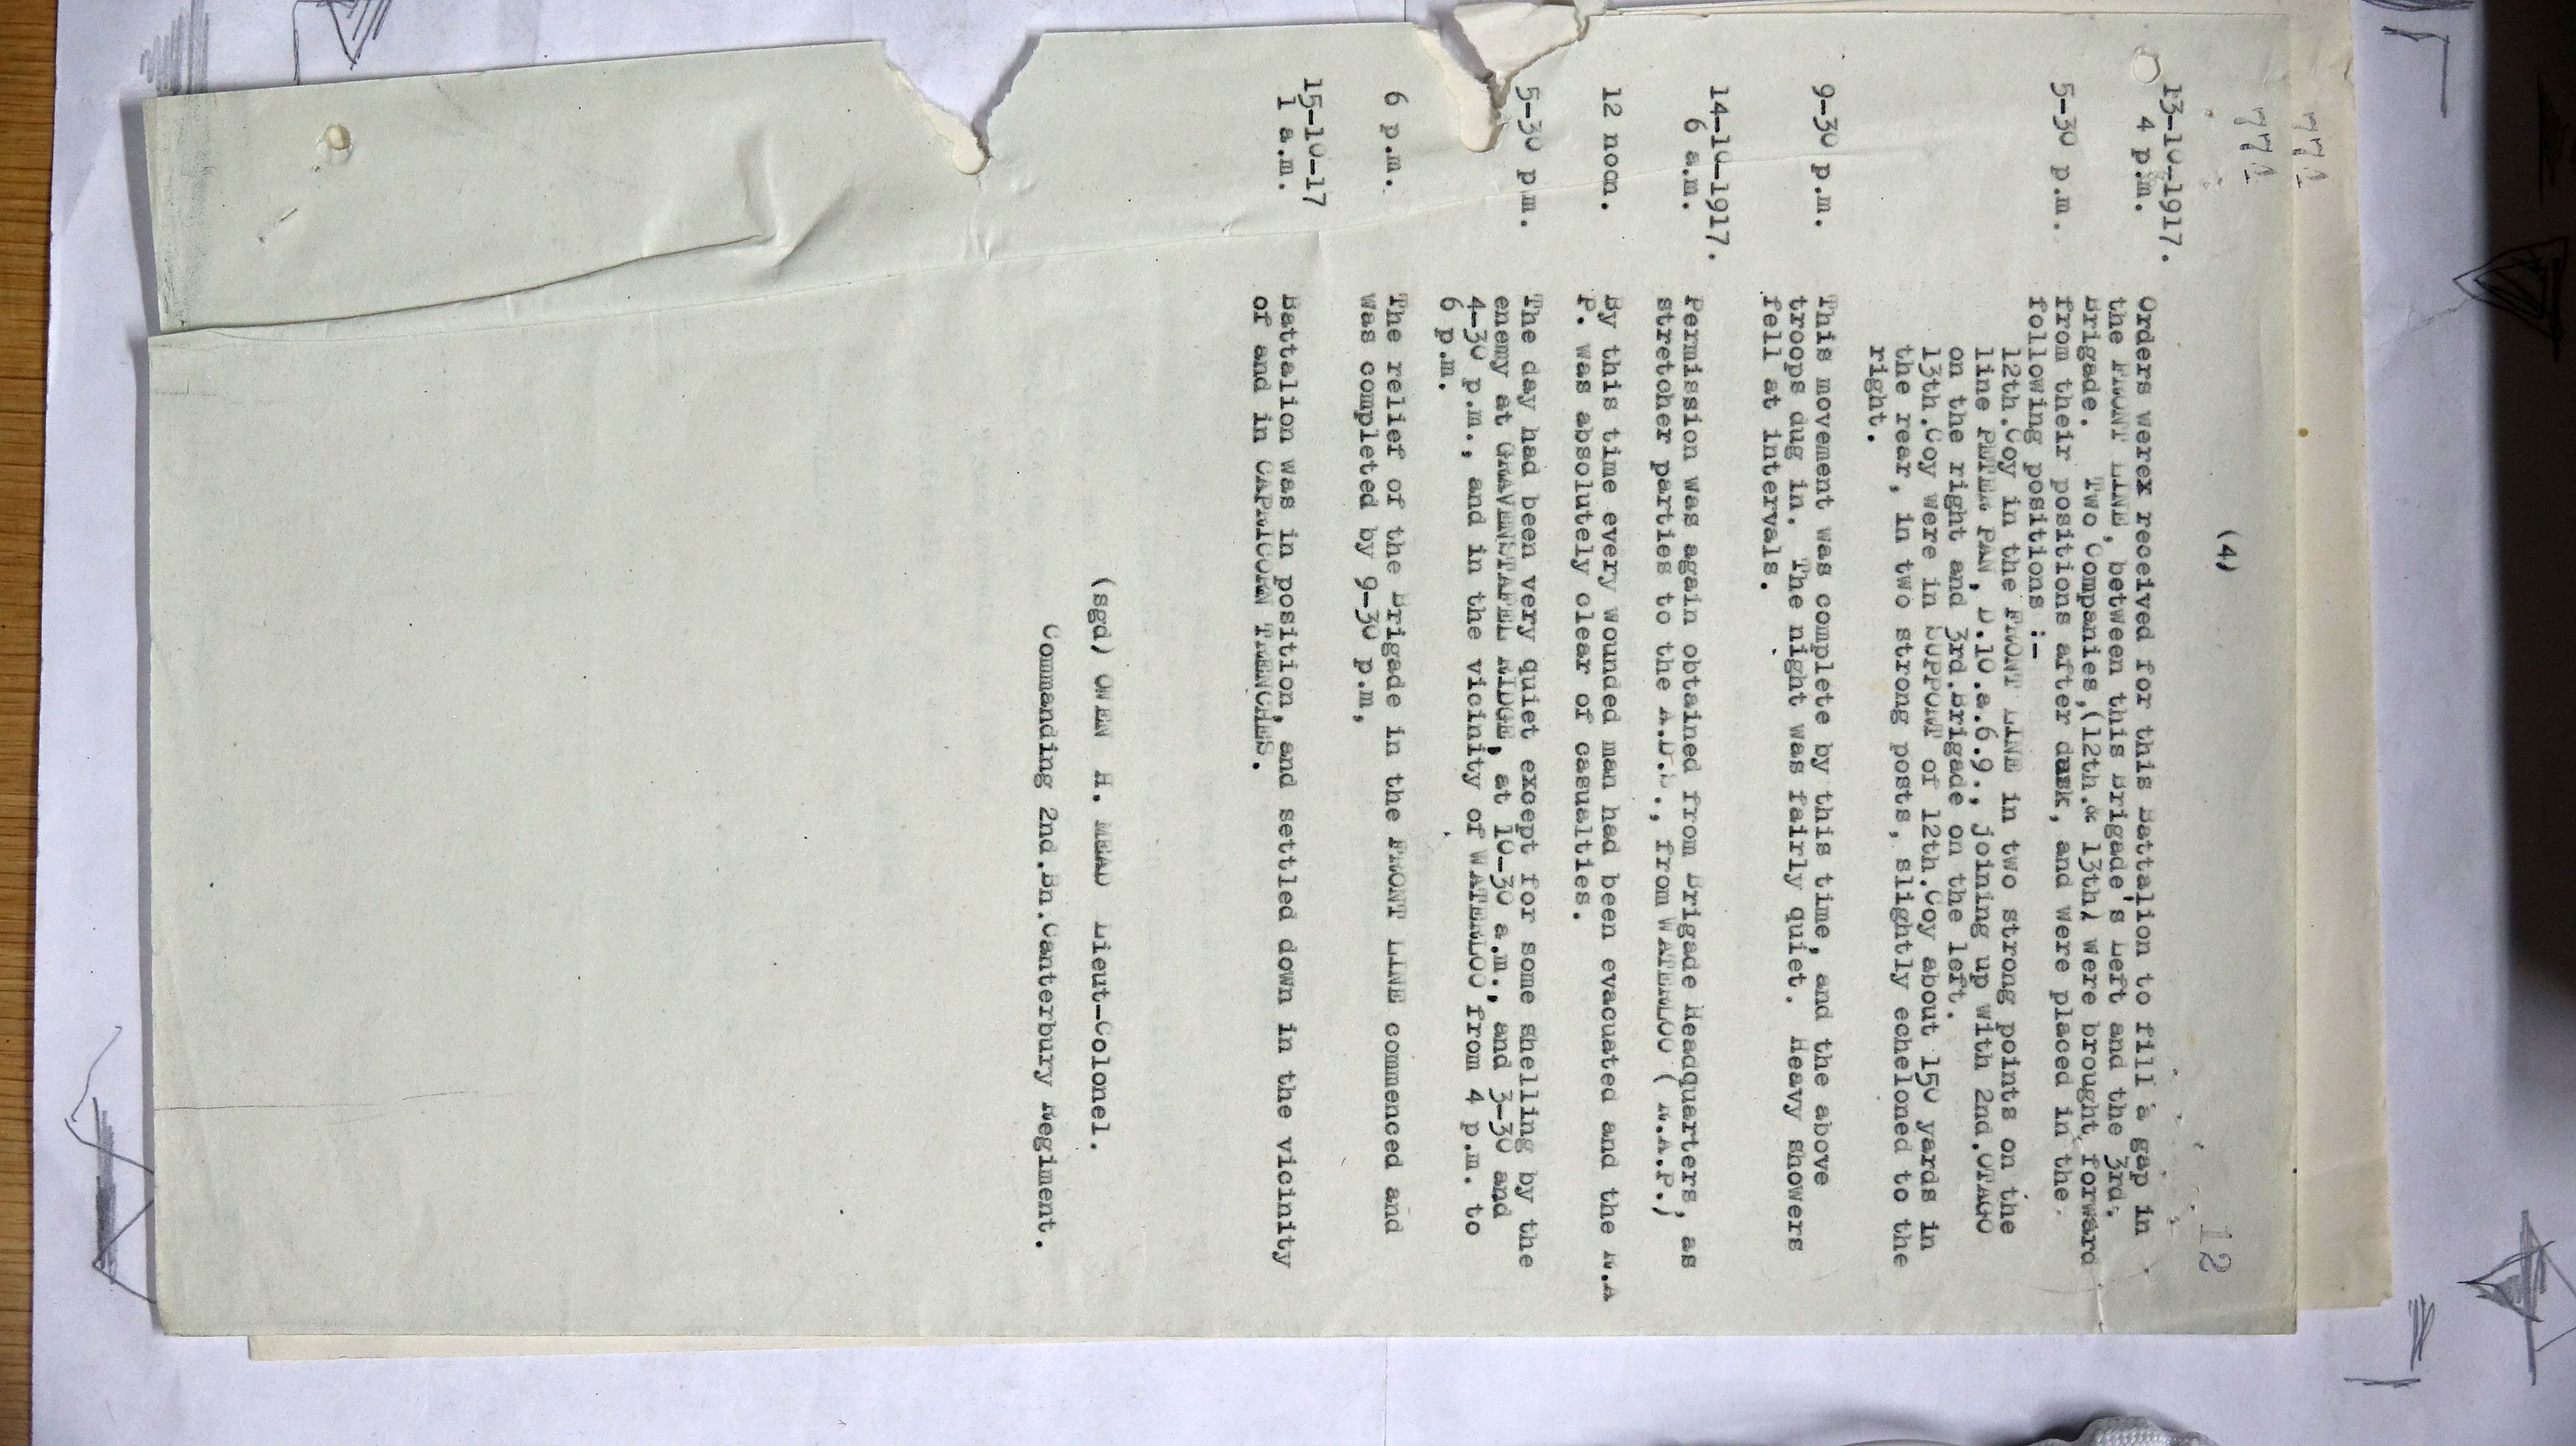 771
771
(4)
12
13-10-1917.
4 p.m. Orders werex received for this Battalion to fill a gap in
the FRONT LINE, between this Brigade's Left and the 3rd.
Brigade. Two Companies,(12th.& 13th) were brought forward
5-30 p.m. from their positions after dusk, and were placed in the
following positions :-
12th.Coy in the FRONT LINE in two strong points on the
line PETER PAN, D.10.a.6.9., joining up with 2nd.OTAGO
on the right and 3rd.Brigade on the left.
13th.Coy were in SUPPORT of 12th.Coy about 150 yards in
the rear, in two strong posts, slightly echeloned to the
right.
9-30 p.m. This movement was complete by this time, and the above
troops dug in. The night was fairly quiet. Heavy showers
fell at intervals.
14-10-1917.
6 a.m. Permission was again obtained from Brigade Headquarters, as
stretcher parties to the A.D.S., from WATERLOO (R.A.P.)
12 noon. By this time every wounded man had been evacuated and the R.A
P. was absolutely clear of casualties.
5-30 p.m. The day had been very quiet except for some shelling by the
enemy at GRAVENSTAFEL RIDGE, at 10-30 a.m., and 3-30 and
4-30 p.m., and in the vicinity of WATERLOO from 4 p.m. to
6 p.m.
6 p.m. The relief of the Brigade in the FRONT LINE commenced and
was completed by 9-30 p.m,
15-10-17
1 a.m. Battalion was in position, and settled down in the vicinity
of and in CAPRICORN TRENCHES.
(sgd) OWEN H. MEAD Lieut-Colonel.
Commanding 2nd.Bn.Canterbury Regiment.